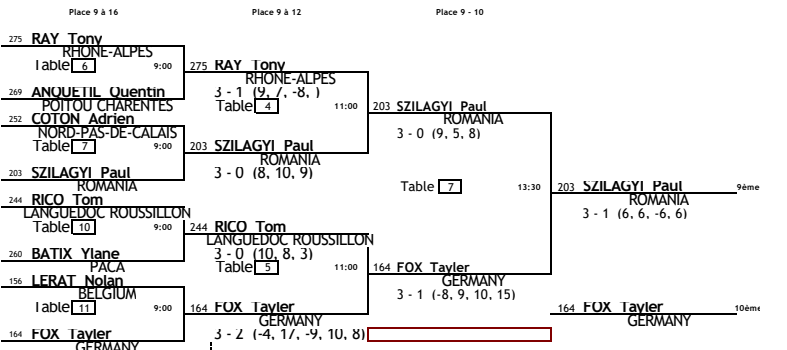 Place 9 à 16
Place 9 à 12
Place 9 - 10
275 RAY Tony
RHONE-ALPES
Table 6 9:00
269 ANQUETIL Quentin
POITOU CHARENTES
252 COTON Adrien
NORD-PAS-DE-CALAIS
Table 7 9:00
203 SZILAGYI Paul
ROMANIA
244 RICO Tom
LANGUEDOC ROUSSILLON
Table 10 9:00
260 BATIX Ylane
PACA
156 LERAT Nolan
BELGIUM
Table 11 9:00
164 FOX Tayler
GERMANY
275 RAY Tony
RHONE-ALPES
3 - 1 (9, 7, -8, )
Table 4 11:00
203 SZILAGYI Paul
ROMANIA
3 - 0 (8, 10, 9)
244 RICO Tom
LANGUEDOC ROUSSILLON
3 - 0 (10, 8, 3)
Table 5 11:00
164 FOX Tayler
GERMANY
3 - 2 (-4, 17, -9, 10, 8)
203 SZILAGYI Paul
ROMANIA
3 - 0 (9, 5, 8)
Table 7 13:30
164 FOX Tayler
GERMANY
3 - 1 (-8, 9, 10, 15)
203 SZILAGYI Paul 9ème
ROMANIA
3 - 1 (6, 6, -6, 6)
164 FOX Tayler 10ème
GERMANY